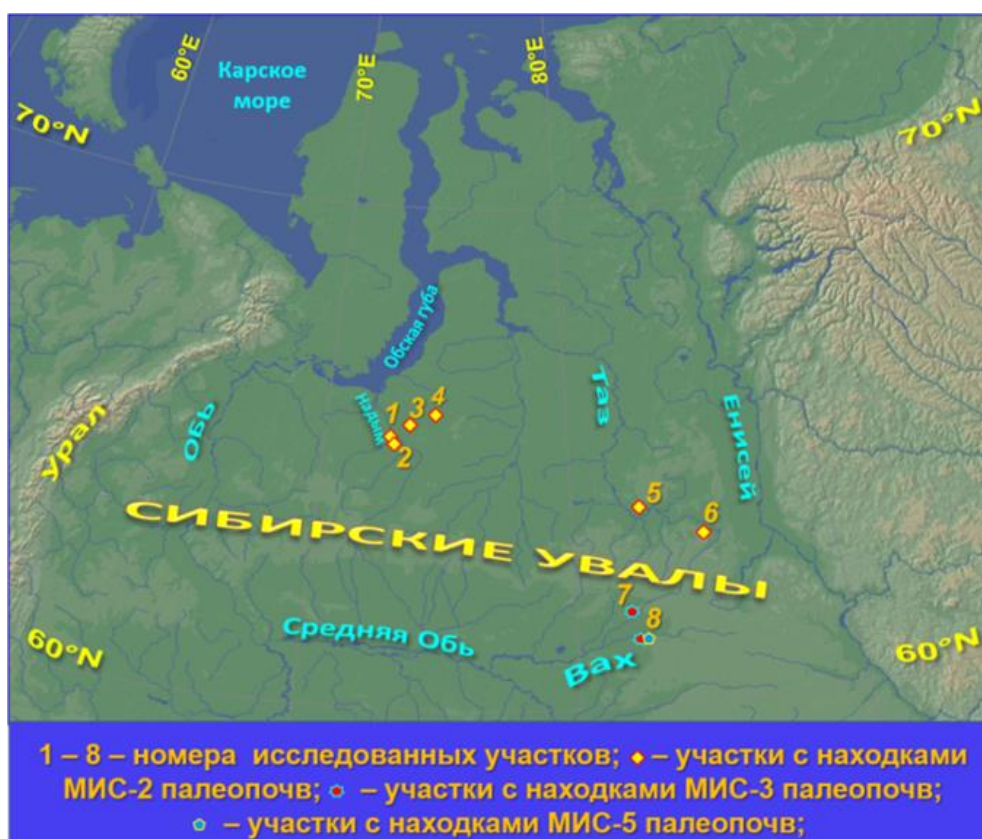 60°E
Карское
море
70°E
80°E
70°N
70°N
Обская губа
Надым
1
3
4
2
Таз
Енисей
Обь
Урал
5
6
СИБИРСКИЕ УВАЛЫ
7
8
Средняя Обь
Вах
60°N
60°N
1 – 8 – номера исследованных участков; – участки с находками
МИС-2 палеопочв; – участки с находками МИС-3 палеопочв;
– участки с находками МИС-5 палеопочв;